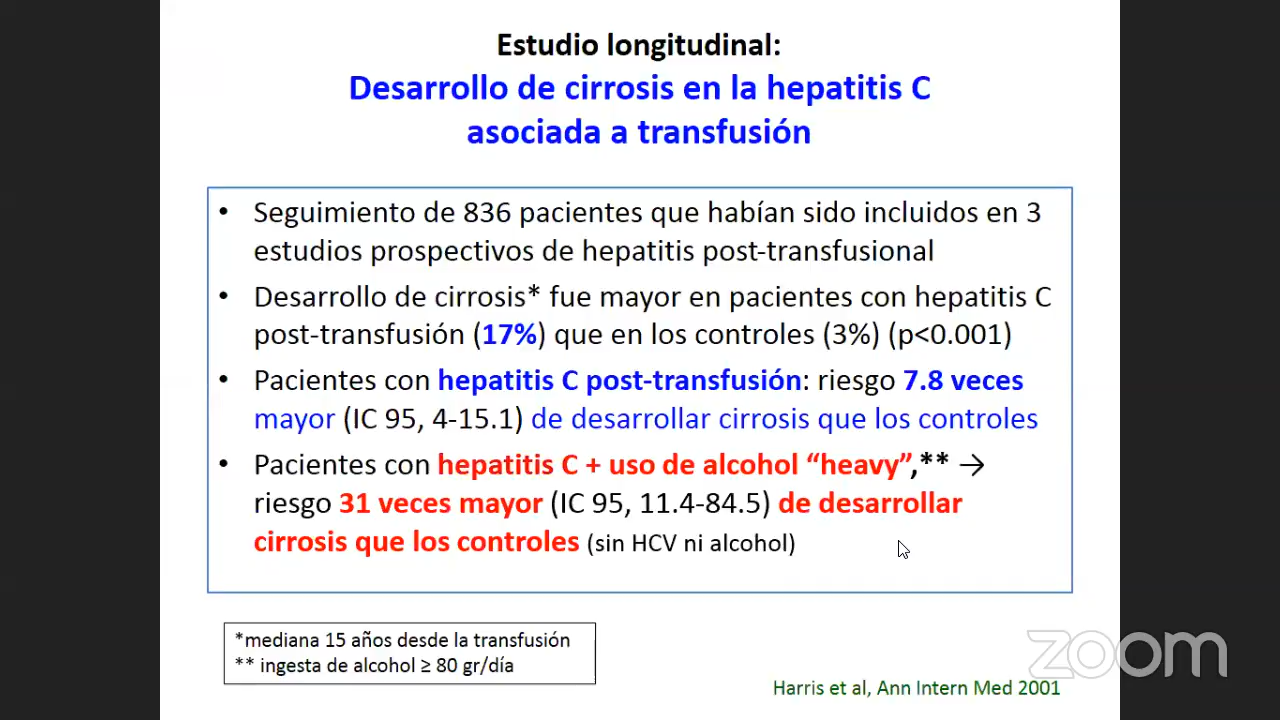 Estudio longitudinal:
Desarrollo de cirrosis en la hepatitis C
asociada a transfusión
• Seguimiento de 836 pacientes que habían sido incluidos en 3
estudios prospectivos de hepatitis post-transfusional
• Desarrollo de cirrosis* fue mayor en pacientes con hepatitis C
post-transfusión (17%) que en los controles (3%) (p<0.001)
• Pacientes con hepatitis C post-transfusión: riesgo 7.8 veces
mayor (IC 95, 4-15.1) de desarrollar cirrosis que los controles
• Pacientes con hepatitis C + uso de alcohol “heavy”,** →
riesgo 31 veces mayor (IC 95, 11.4-84.5) de desarrollar
cirrosis que los controles (sin HCV ni alcohol)
*mediana 15 años desde la transfusión
** ingesta de alcohol ≥ 80 gr/día
zoom
Harris et al, Ann Intern Med 2001